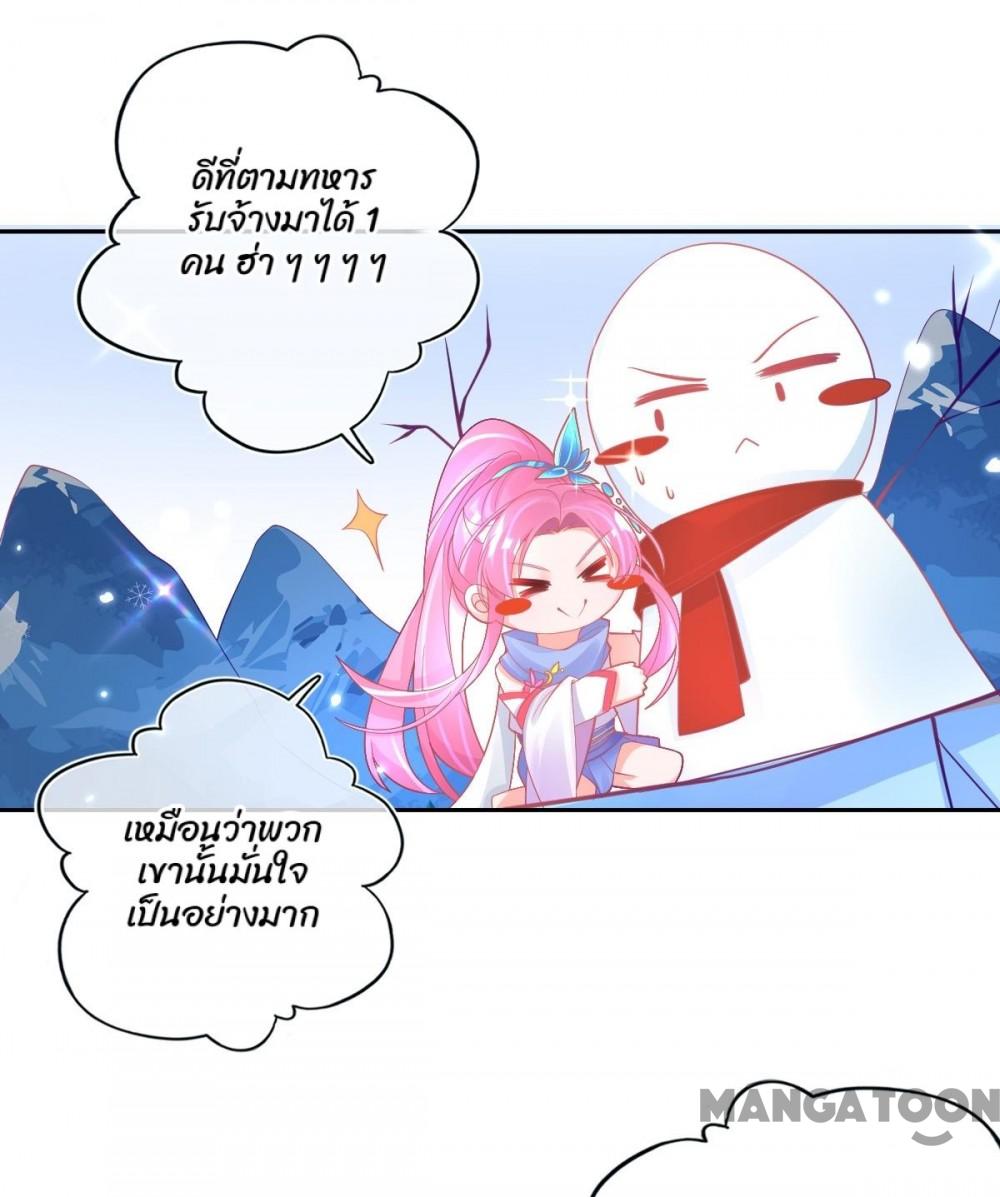 ดีที่ตามทหาร
รับจ้างมาได้ 1
คน ฮ่า ๆ ๆ ๆ ๆ
เหมือนว่าพวก
เขานั้นมั่นใจ
เป็นอย่างมาก
MANGATOON